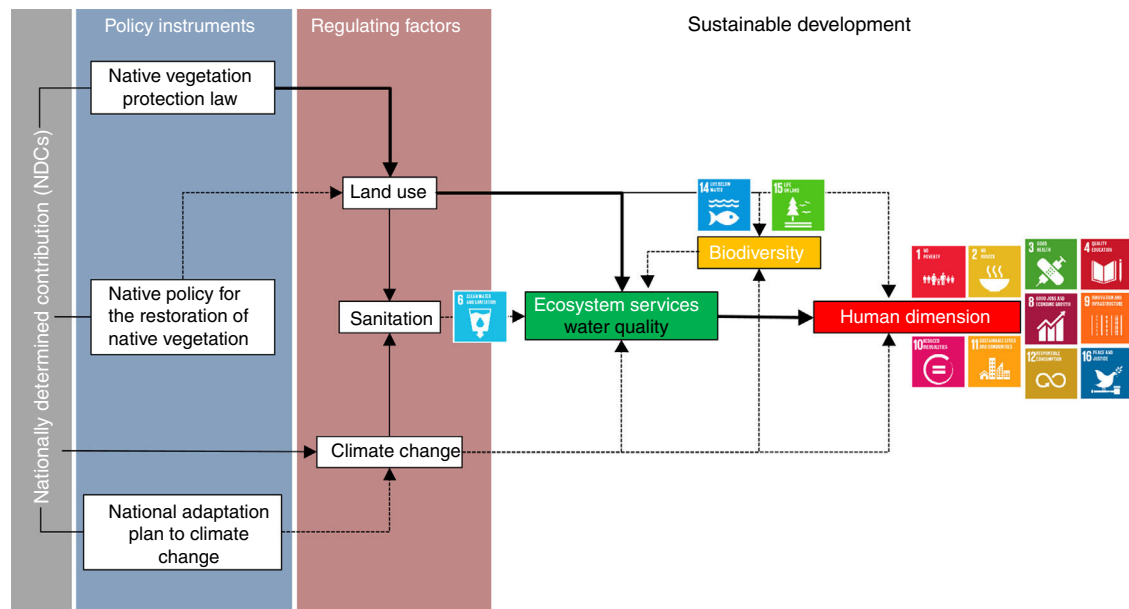 Policy instruments
Regulating factors
Sustainable development
Nationally determined contribution (NDCs)
Native vegetation
protection law
Land use
Native policy for
the restoration of
native vegetation
Sanitation
Climate change
National adaptation
plan to climate
change
6 CLEAN WATER
AND SANITATION
14 LIFE BELOW
WATER
15 LIFE
ON LAND
Biodiversity
Ecosystem services
water quality
Human dimension
1 NO
POVERTY
2 NO
HUNGER
3 GOOD
HEALTH
4 QUALITY
EDUCATION
8 GOOD JOBS AND
ECONOMIC GROWTH
9 INNOVATION AND
INFRASTRUCTURE
10 REDUCED
INEQUALITIES
11 SUSTAINABLE CITIES
AND COMMUNITIES
12 RESPONSIBLE
CONSUMPTION
16 PEACE AND
JUSTICE